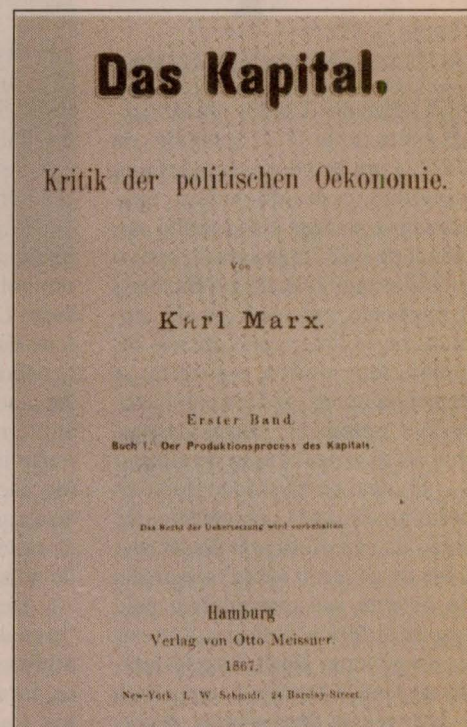 Das Kapital.
Kritik der politischen Oekonomie.
Von
Karl Marx.
Erster Band.
Buch I: Der Produktionsprocess des Kapitals.
Das Recht der Uebersetzung wird vorbehalten.
Hamburg
Verlag von Otto Meissner.
1867.
New-York: L. W. Schmidt. 24 Barclay-Street.